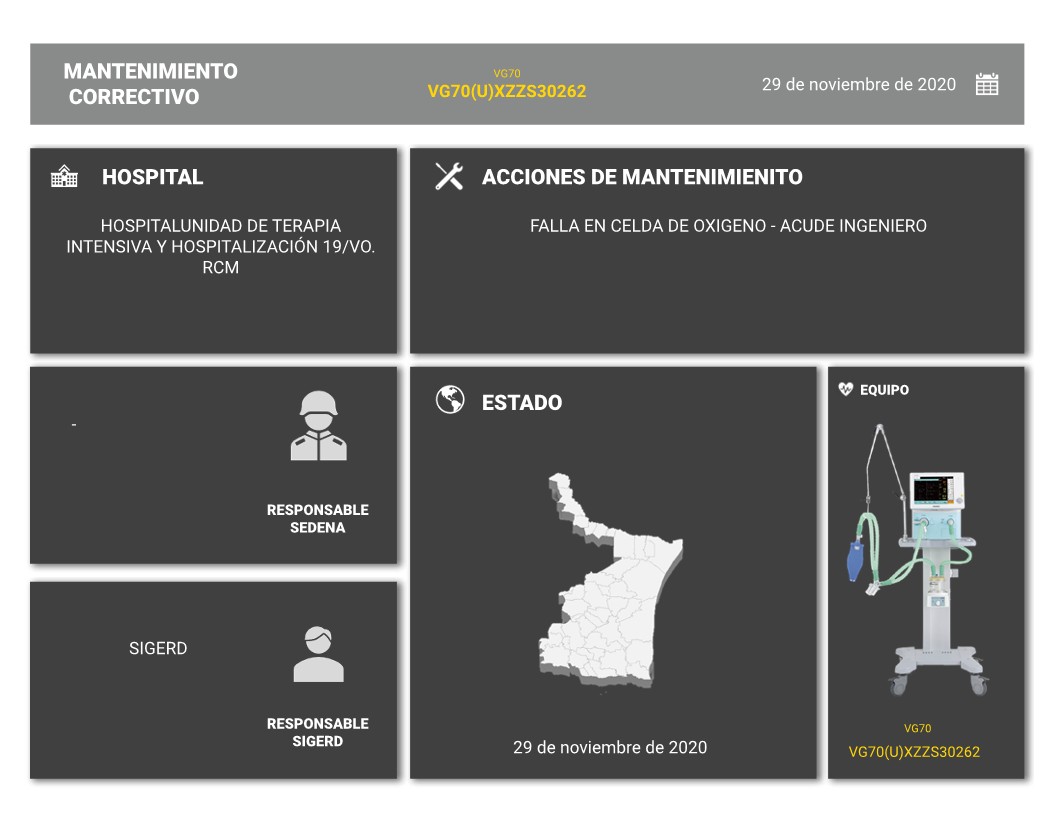 MANTENIMIENTO
CORRECTIVO
VG70
VG70(U)XZZS30262
29 de noviembre de 2020
HOSPITAL
HOSPITALUNIDAD DE TERAPIA
INTENSIVA Y HOSPITALIZACIÓN 19/VO.
RCM
ACCIONES DE MANTENIMIENITO
FALLA EN CELDA DE OXIGENO - ACUDE INGENIERO
-
RESPONSABLE
SEDENA
SIGERD
RESPONSABLE
SIGERD
ESTADO
29 de noviembre de 2020
EQUIPO
VG70
VG70(U)XZZS30262